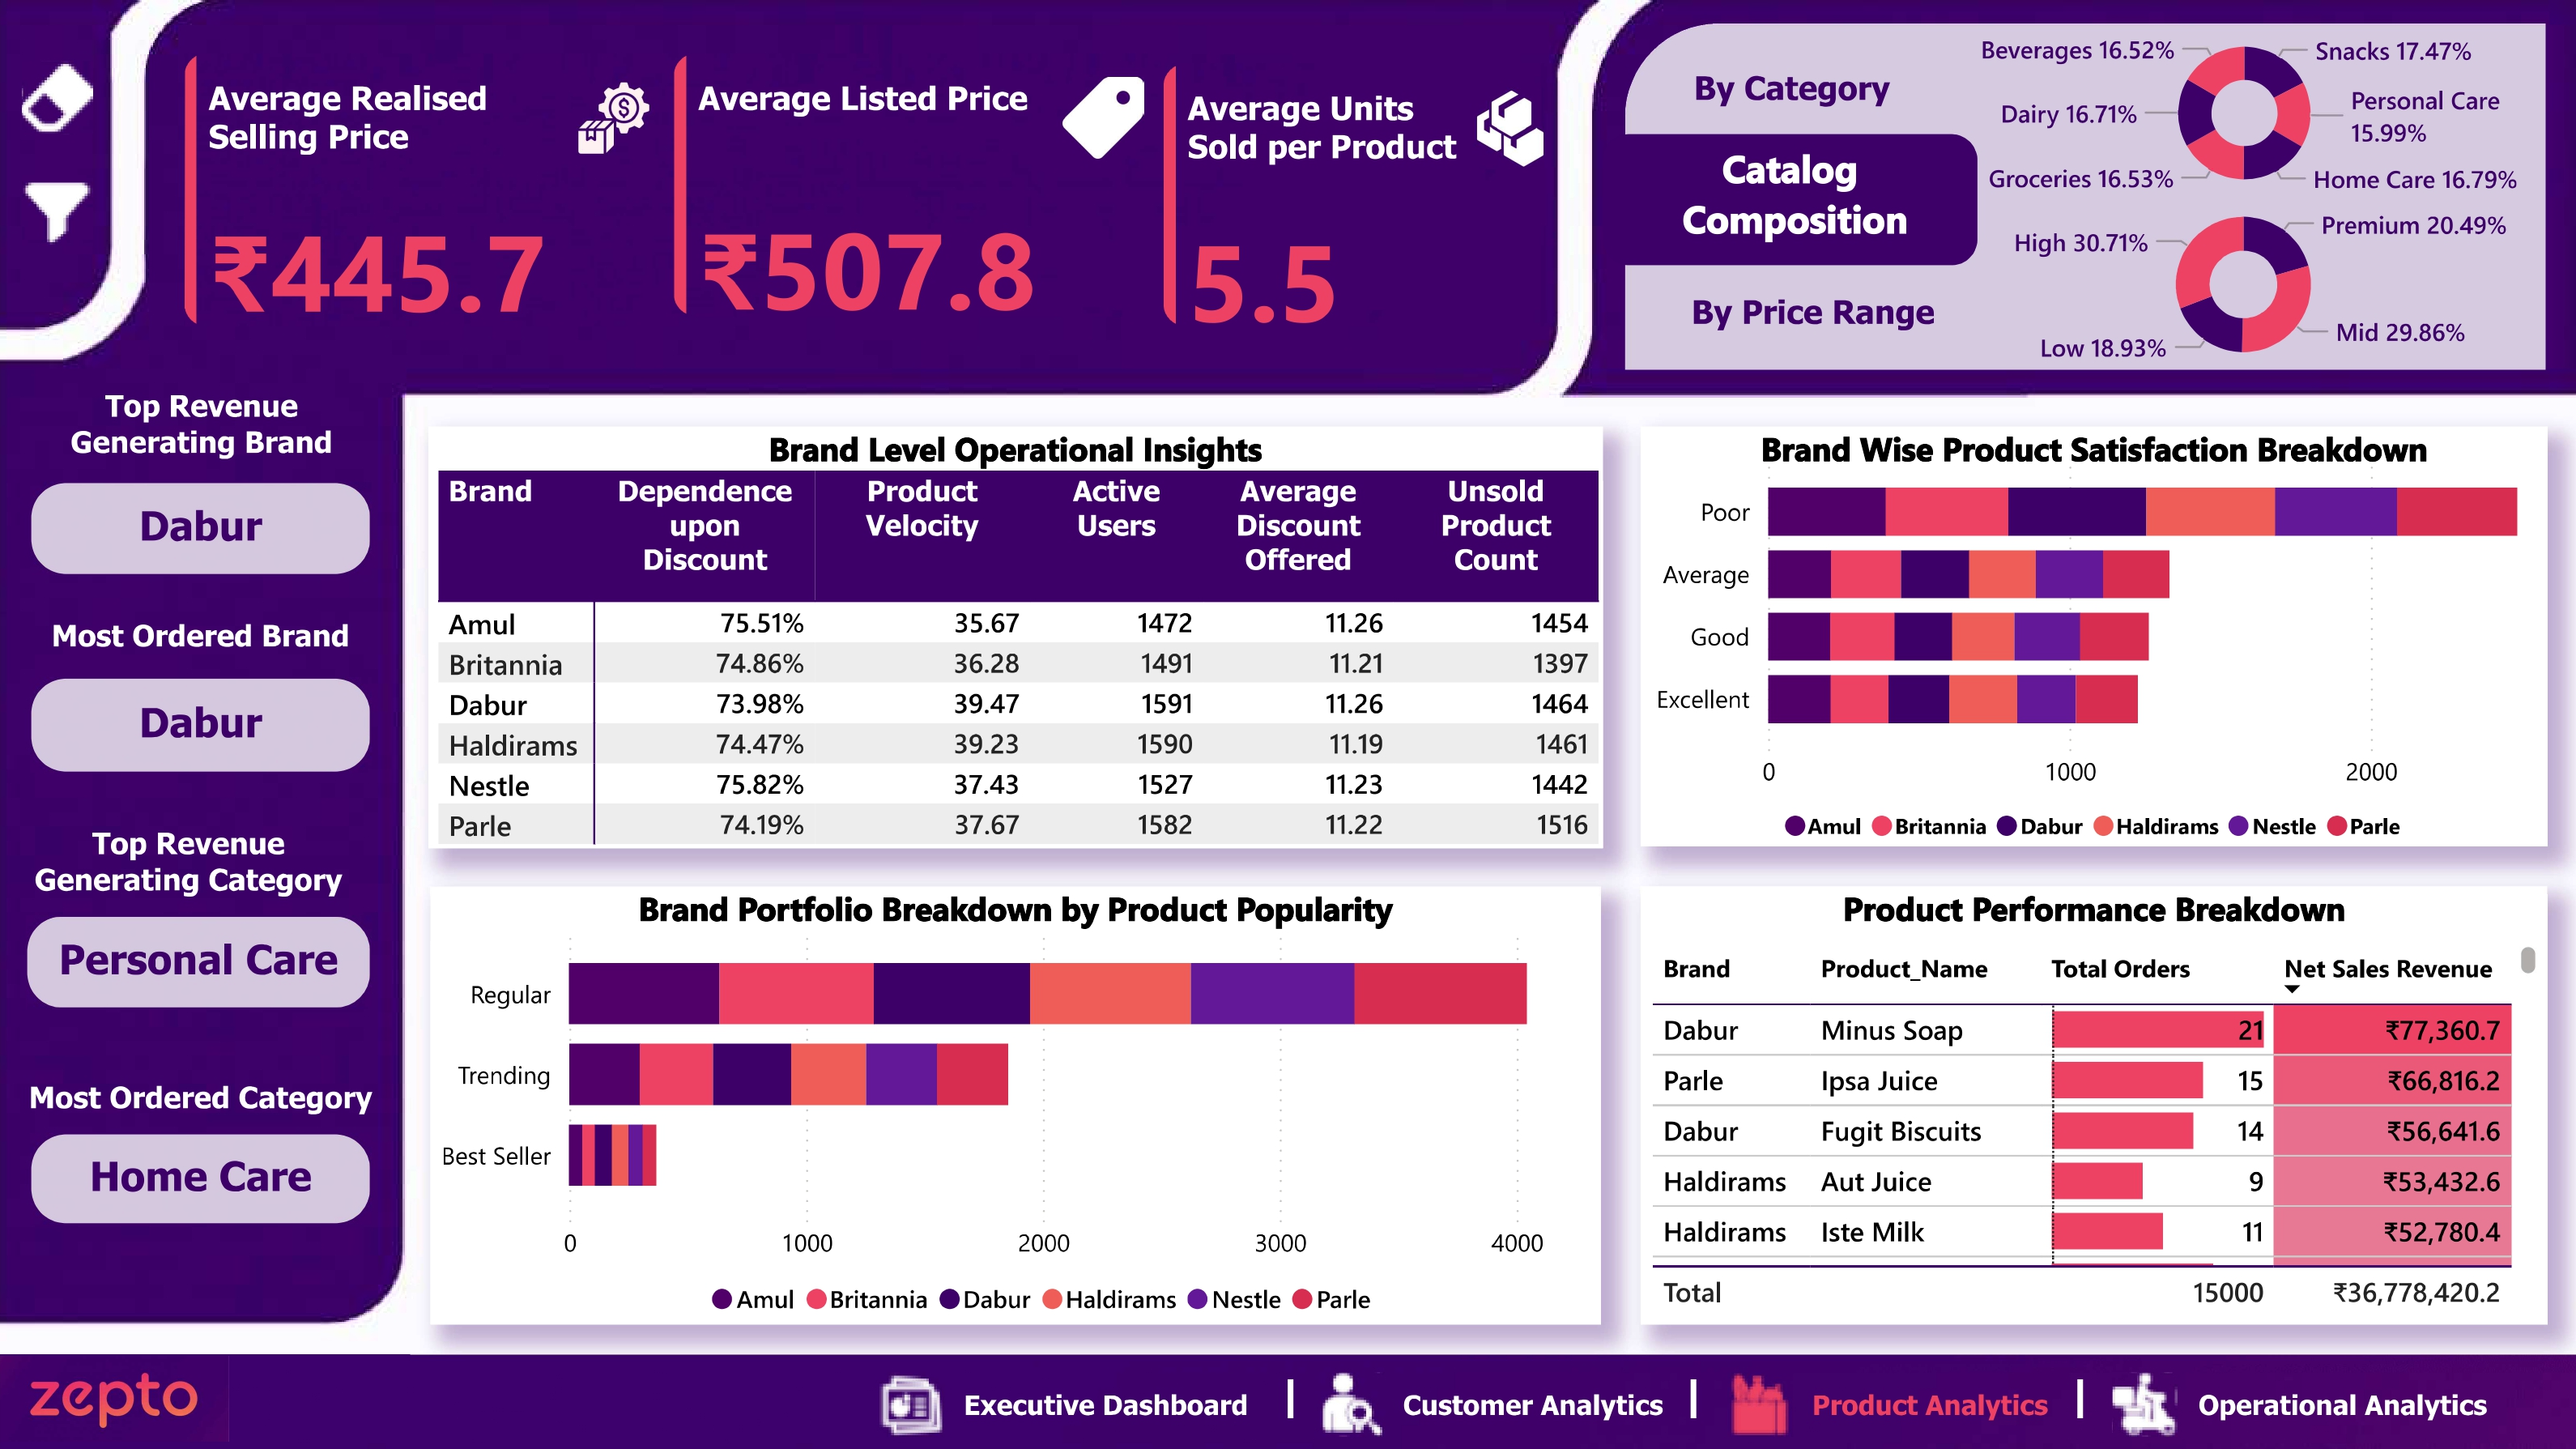 Average Realised
Selling Price
₹445.7
Average Listed Price
₹507.8
Average Units
Sold per Product
5.5
By Category
Catalog
Composition
By Price Range
Beverages 16.52%
Snacks 17.47%
Dairy 16.71%
Personal Care
15.99%
Groceries 16.53%
Home Care 16.79%
High 30.71%
Premium 20.49%
Low 18.93%
Mid 29.86%
Top Revenue
Generating Brand
Dabur
Most Ordered Brand
Dabur
Top Revenue
Generating Category
Personal Care
Most Ordered Category
Home Care
Brand Level Operational Insights
Brand Dependence upon Discount Product Velocity Active Users Average Discount Offered Unsold Product Count
Amul 75.51% 35.67 1472 11.26 1454
Britannia 74.86% 36.28 1491 11.21 1397
Dabur 73.98% 39.47 1591 11.26 1464
Haldirams 74.47% 39.23 1590 11.19 1461
Nestle 75.82% 37.43 1527 11.23 1442
Parle 74.19% 37.67 1582 11.22 1516
Brand Wise Product Satisfaction Breakdown
Poor
Average
Good
Excellent
0 1000 2000
Amul Britannia Dabur Haldirams Nestle Parle
Brand Portfolio Breakdown by Product Popularity
Regular
Trending
Best Seller
0 1000 2000 3000 4000
Amul Britannia Dabur Haldirams Nestle Parle
Product Performance Breakdown
Brand Product_Name Total Orders Net Sales Revenue
Dabur Minus Soap 21 ₹77,360.7
Parle Ipsa Juice 15 ₹66,816.2
Dabur Fugit Biscuits 14 ₹56,641.6
Haldirams Aut Juice 9 ₹53,432.6
Haldirams Iste Milk 11 ₹52,780.4
Total 15000 ₹36,778,420.2
zepto
Executive Dashboard | Customer Analytics | Product Analytics | Operational Analytics